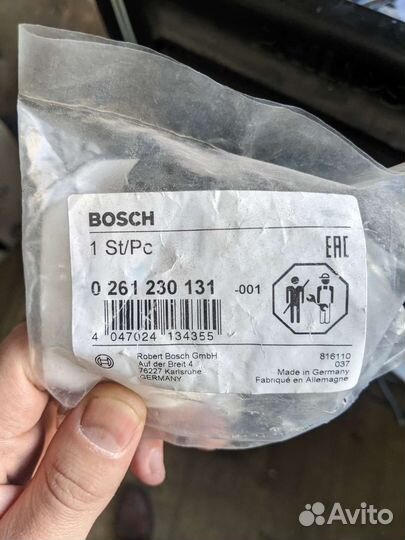 BOSCH
1 St/Pc
EAC
0 261 230 131 -001
4 047024 134355
Robert Bosch GmbH
Auf der Breit 4
76227 Karlsruhe
GERMANY
816110
037
Made in Germany
Fabriqué en Allemagne
Avito